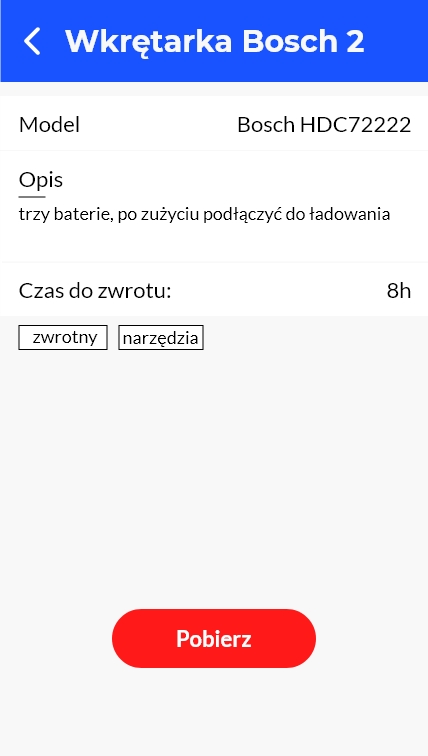 Wkrętarka Bosch 2
Model Bosch HDC72222
Opis
trzy baterie, po zużyciu podłączyć do ładowania
Czas do zwrotu: 8h
zwrotny narzędzia
Pobierz